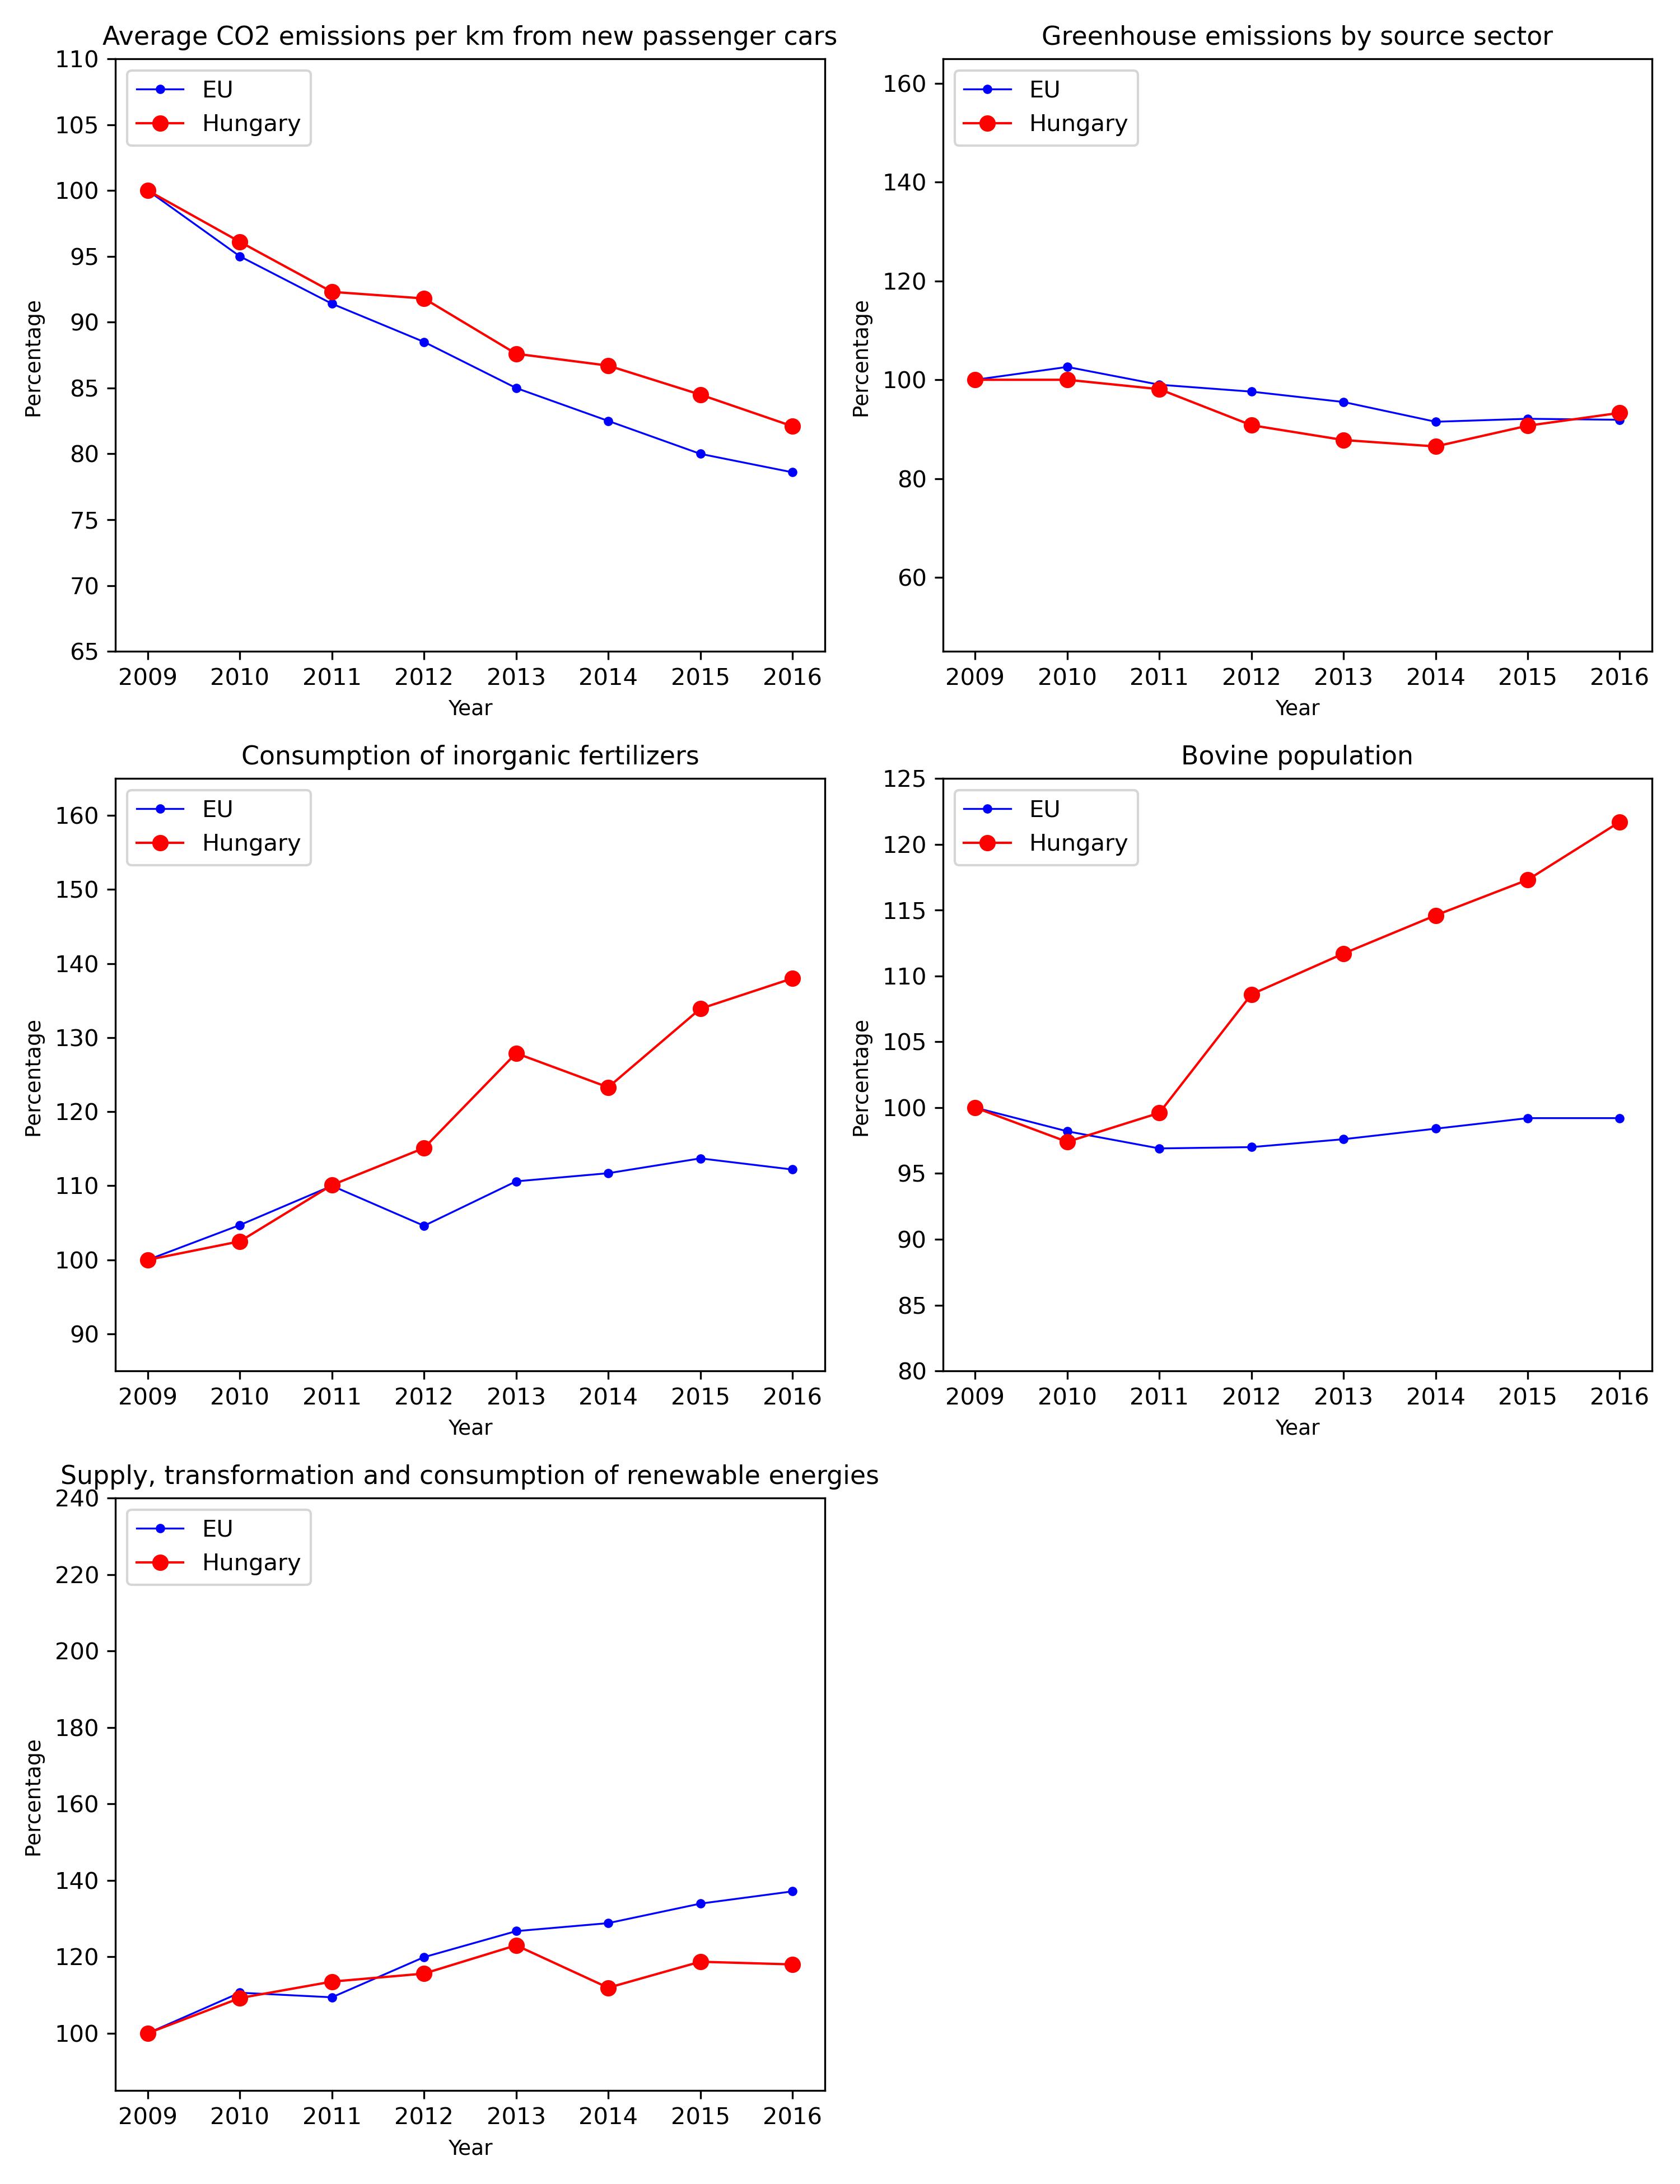 Average CO2 emissions per km from new passenger cars
110
105
100
95
90
85
80
75
70
65
Percentage
EU
Hungary
2009 2010 2011 2012 2013 2014 2015 2016
Year
Greenhouse emissions by source sector
160
140
120
100
80
60
Percentage
EU
Hungary
2009 2010 2011 2012 2013 2014 2015 2016
Year
Consumption of inorganic fertilizers
160
150
140
130
120
110
100
90
Percentage
EU
Hungary
2009 2010 2011 2012 2013 2014 2015 2016
Year
Bovine population
125
120
115
110
105
100
95
90
85
80
Percentage
EU
Hungary
2009 2010 2011 2012 2013 2014 2015 2016
Year
Supply, transformation and consumption of renewable energies
240
220
200
180
160
140
120
100
Percentage
EU
Hungary
2009 2010 2011 2012 2013 2014 2015 2016
Year